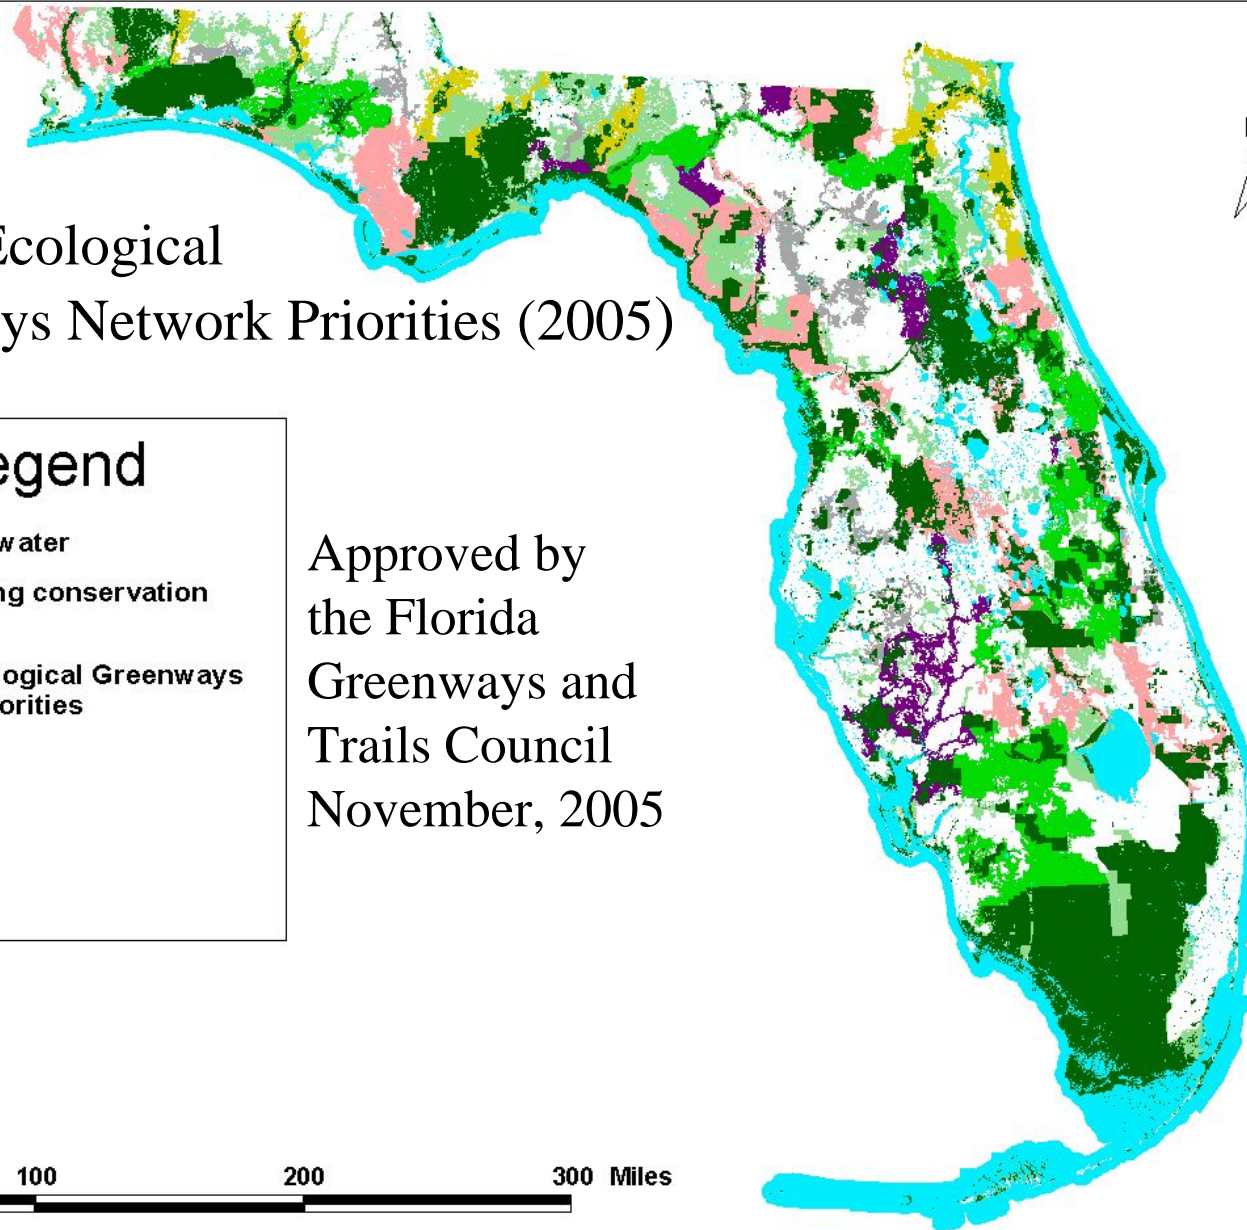 Ecological
ys Network Priorities (2005)
egend
water
ng conservation
ogical Greenways
orities
Approved by
the Florida
Greenways and
Trails Council
November, 2005
100 200 300 Miles